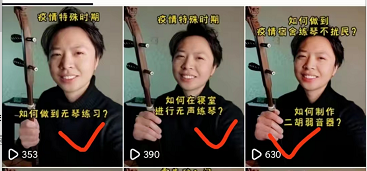 疫情特殊时期
如何做到无琴练习?
353
疫情特殊时期
如何在寝室
进行无声练琴?
390
如何做到
疫情宿舍练琴不扰民?
如何制作
二胡弱音器?
630